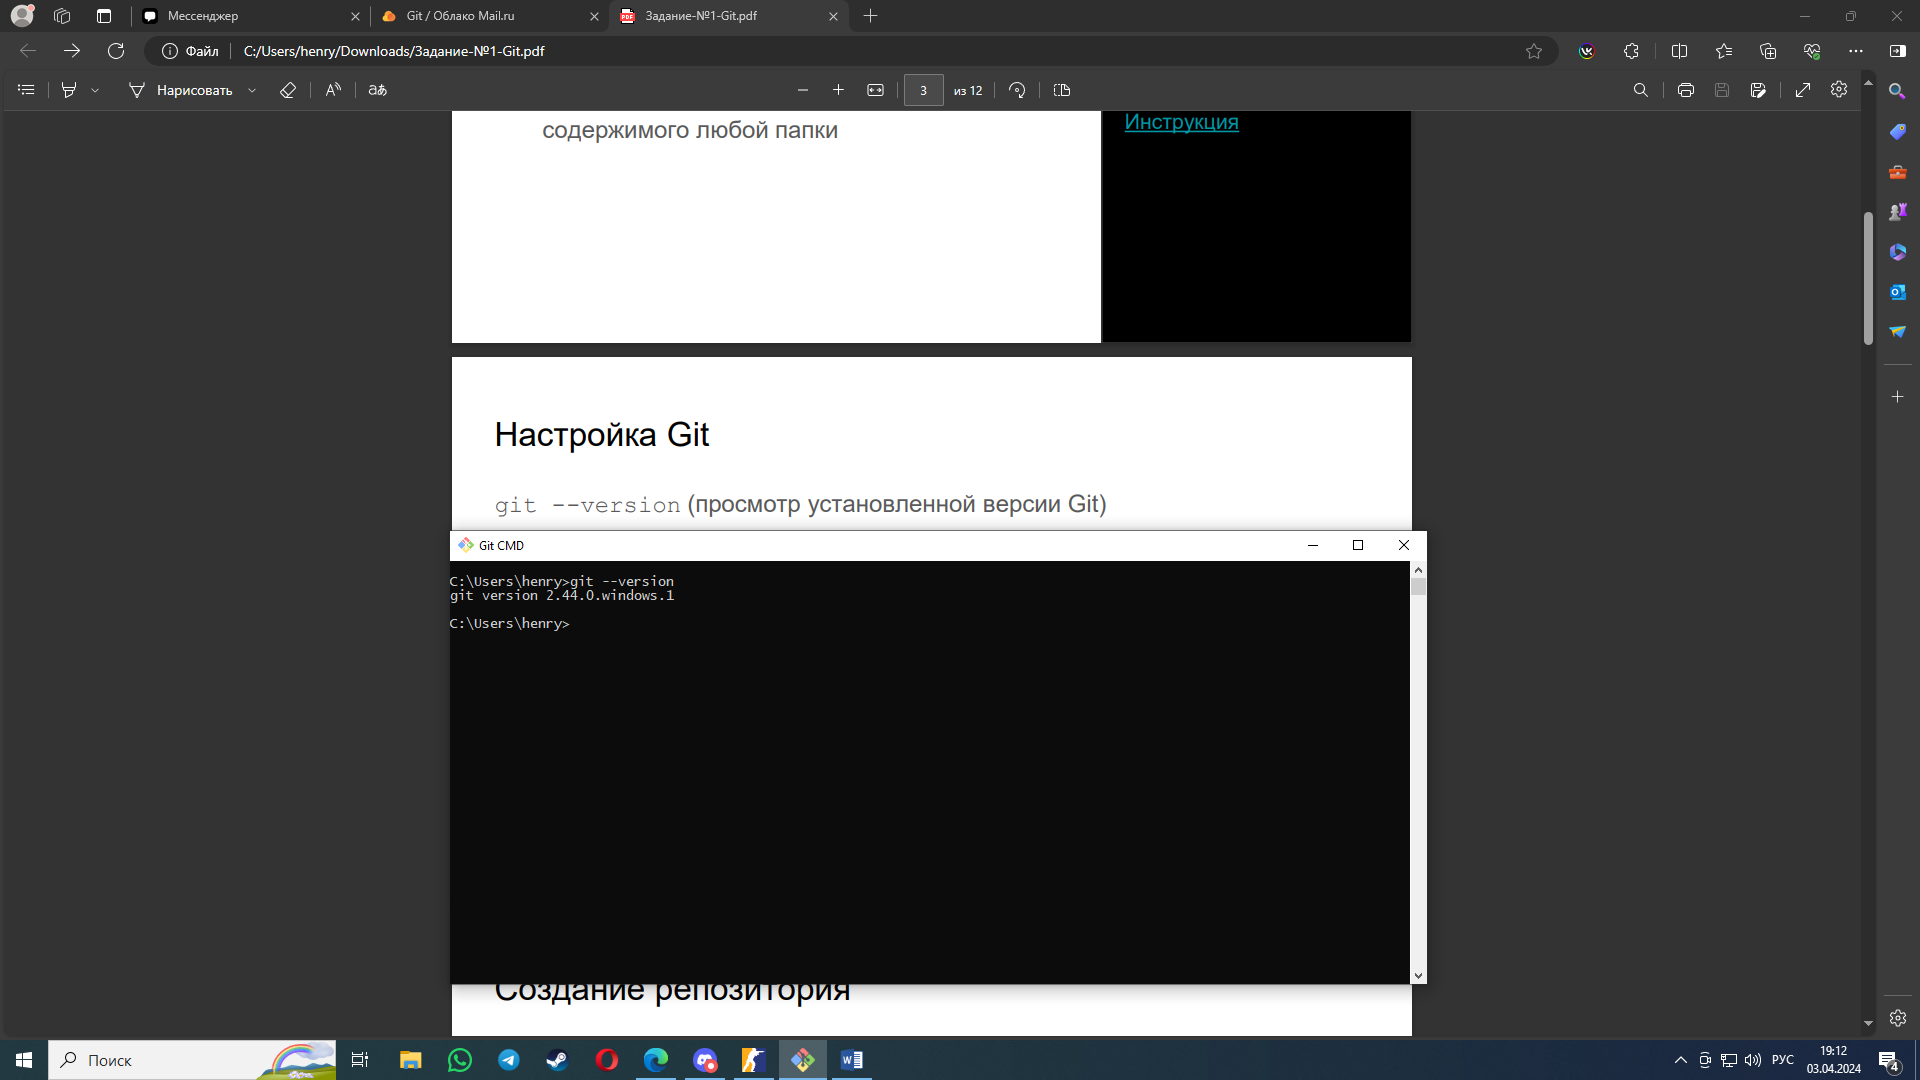 Мессенджер
Git / Облако Mail.ru
Задание-№1-Git.pdf
Файл
C:/Users/henry/Downloads/Задание-№1-Git.pdf
Нарисовать
3
из 12
содержимого любой папки
Инструкция
Настройка Git
git --version (просмотр установленной версии Git)
Git CMD
C:\Users\henry>git --version
git version 2.44.0.windows.1
C:\Users\henry>
Создание репозитория
Поиск
РУС
19:12
03.04.2024
4